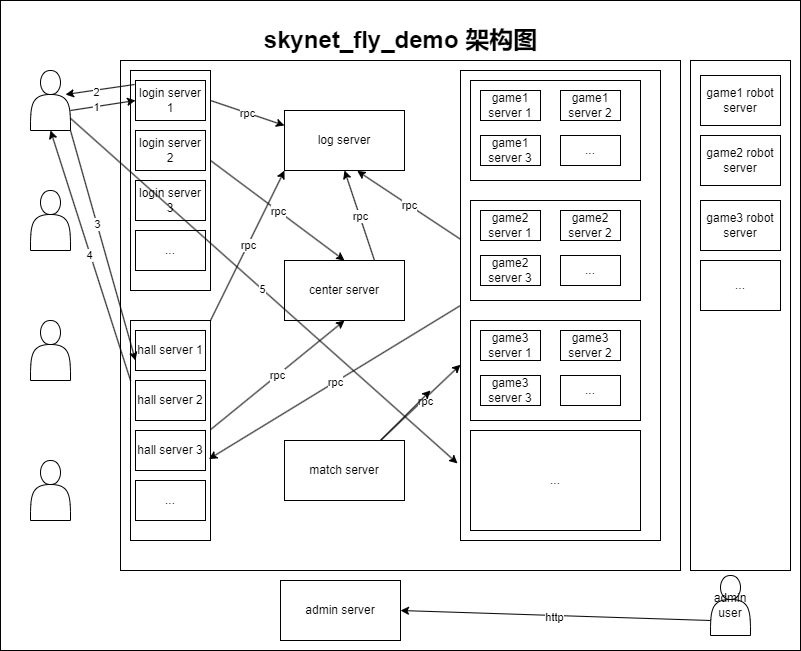 skynet_fly_demo 架构图
2
1
3
4
5
login server
1
login server
2
login server
3
...
hall server 1
hall server 2
hall server 3
...
rpc
log server
rpc
rpc
rpc
rpc
center server
rpc
rpc
rpc
match server
game1
server 1
game1
server 2
game1
server 3
...
game2
server 1
game2
server 2
game2
server 3
...
game3
server 1
game3
server 2
game3
server 3
...
...
game1 robot
server
game2 robot
server
game3 robot
server
...
admin server
http
admin
user